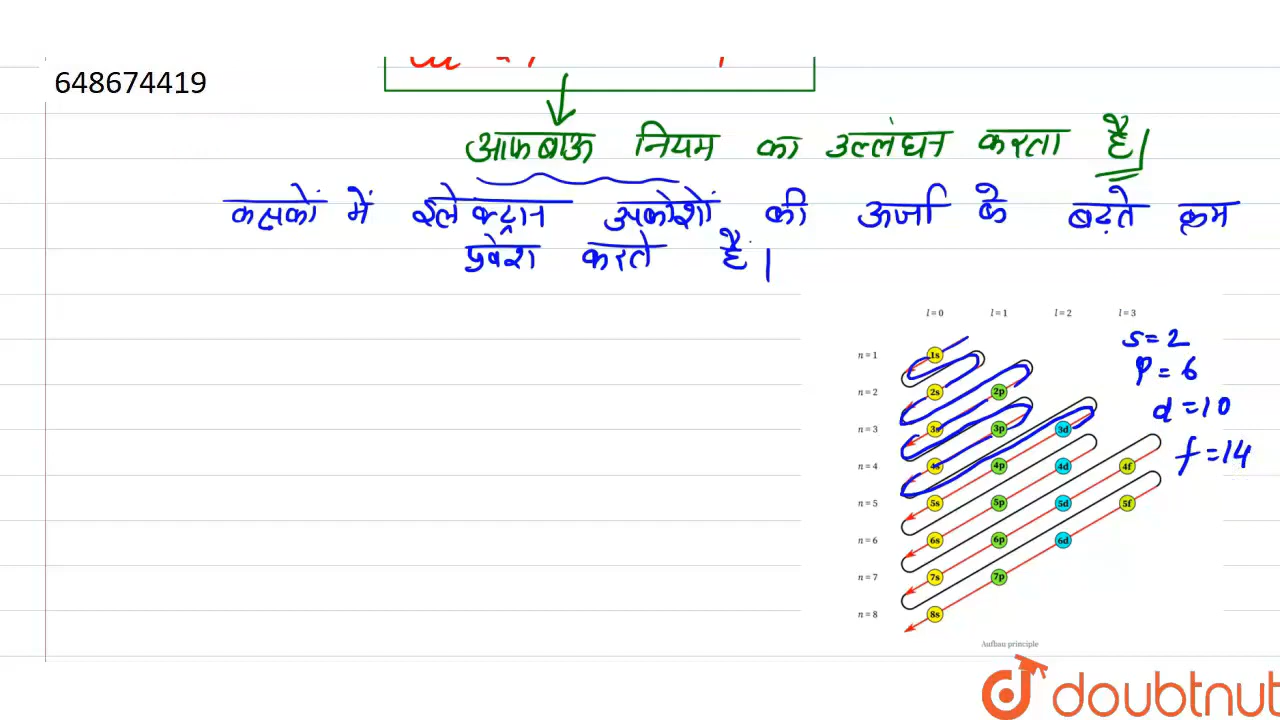 648674419
आफबाऊ नियम का उल्लंघन करता है।
कक्षकों में इलेक्ट्रान उपकोशों की ऊर्जा के बढ़ते क्रम
प्रवेश करते हैं।
l = 0 l = 1 l = 2 l = 3
s = 2
n = 1 1s
p = 6
n = 2 2s 2p
d = 10
n = 3 3s 3p 3d
f = 14
n = 4 4s 4p 4d 4f
n = 5 5s 5p 5d 5f
n = 6 6s 6p 6d
n = 7 7s 7p
n = 8 8s
Aufbau principle
doubtnut